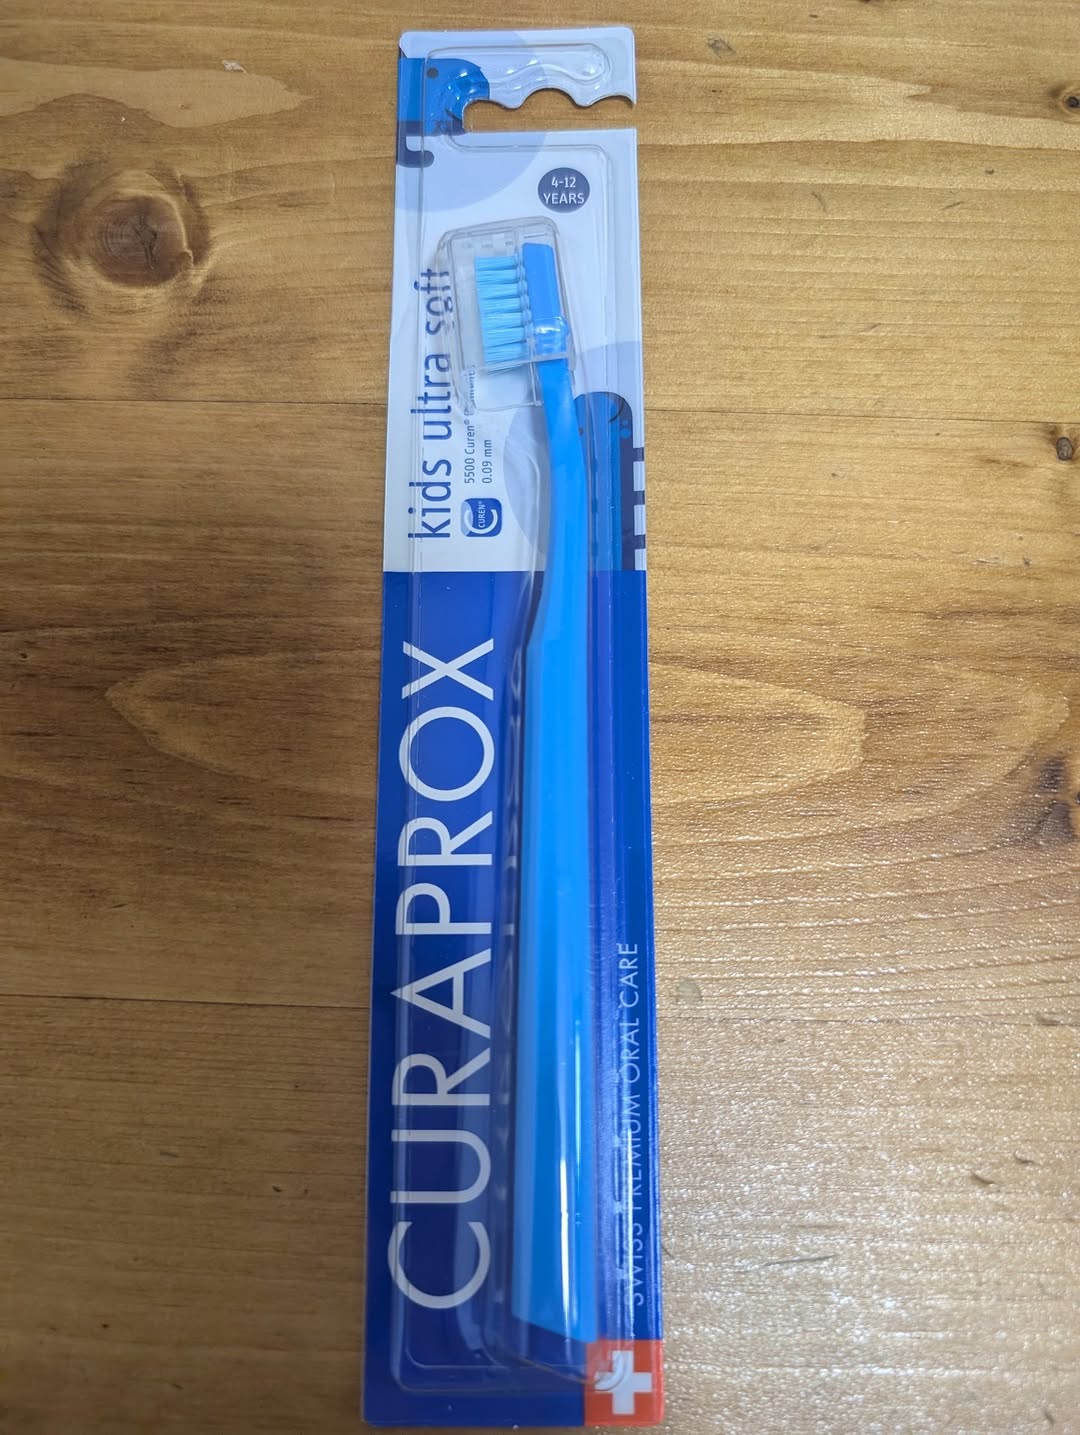 4-12
YEARS
kids ultra soft
5500 Curen®
0.09 mm
CUREN®
CURAPROX
SWISS PREMIUM ORAL CARE